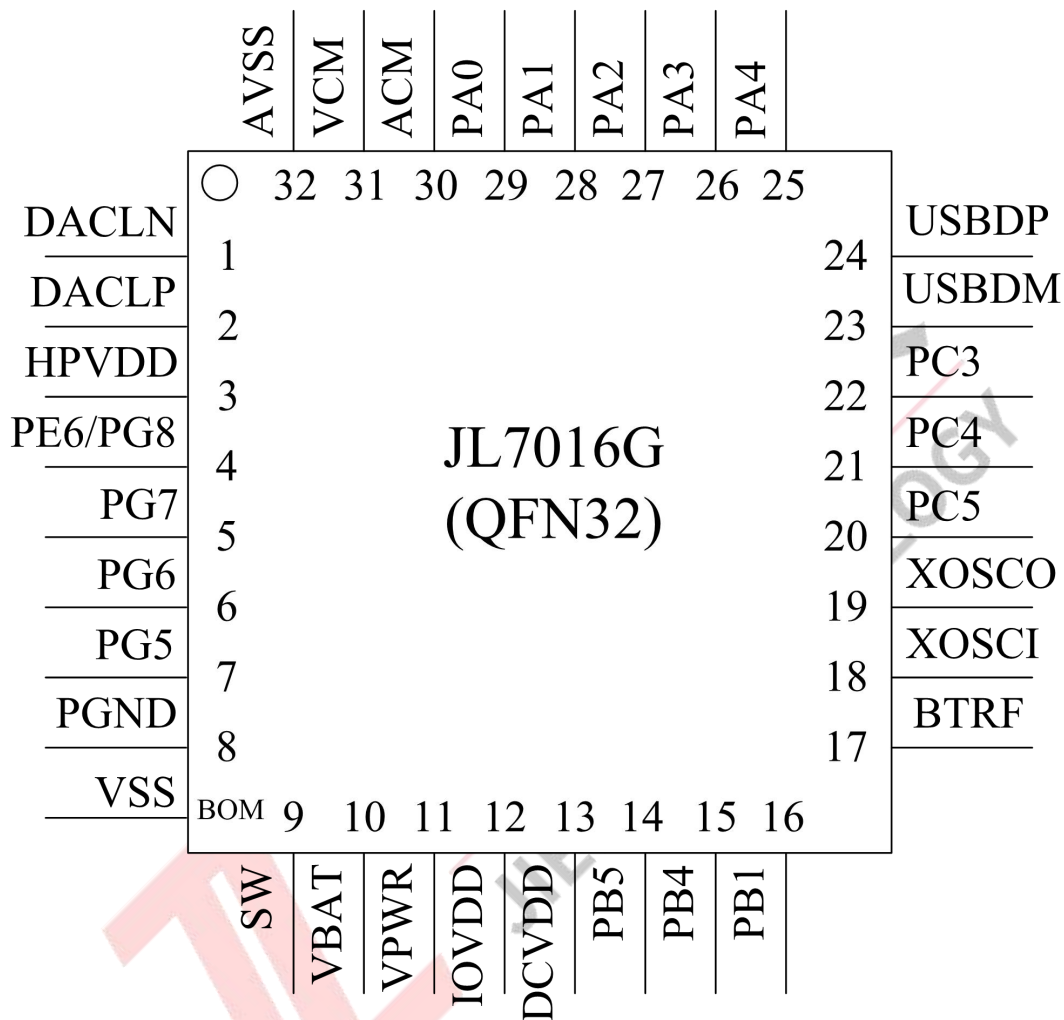 AVSS
VCM
ACM
PA0
PA1
PA2
PA3
PA4
32 31 30 29 28 27 26 25
DACLN
1
DACLP
2
HPVDD
3
PE6/PG8
4
PG7
5
PG6
6
PG5
7
PGND
8
VSS
BOM
JL7016G
(QFN32)
USBDP
24
USBDM
23
PC3
22
PC4
21
PC5
20
XOSCO
19
XOSCI
18
BTRF
17
9 10 11 12 13 14 15 16
SW
VBAT
VPWR
IOVDD
DCVDD
PB5
PB4
PB1
JIE
LOGY